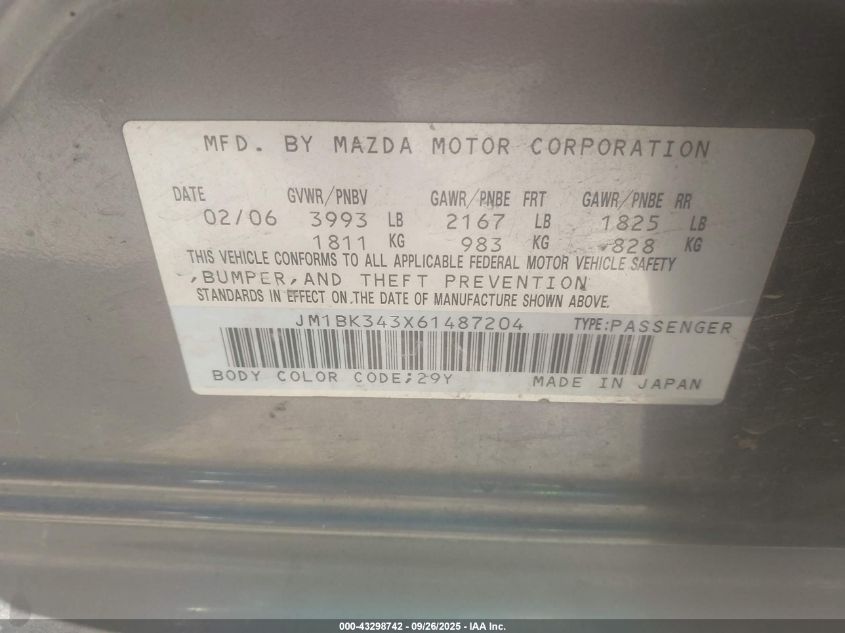 MFD. BY MAZDA MOTOR CORPORATION
DATE GVWR/PNBV GAWR/PNBE FRT GAWR/PNBE RR
02/06 3993 LB 2167 LB 1825 LB
1811 KG 983 KG 828 KG
THIS VEHICLE CONFORMS TO ALL APPLICABLE FEDERAL MOTOR VEHICLE SAFETY
,BUMPER,AND THEFT PREVENTION
STANDARDS IN EFFECT ON THE DATE OF MANUFACTURE SHOWN ABOVE.
JM1BK343X61487204 TYPE:PASSENGER
BODY COLOR CODE;29Y MADE IN JAPAN
000-43298742 - 09/26/2025 - IAA Inc.